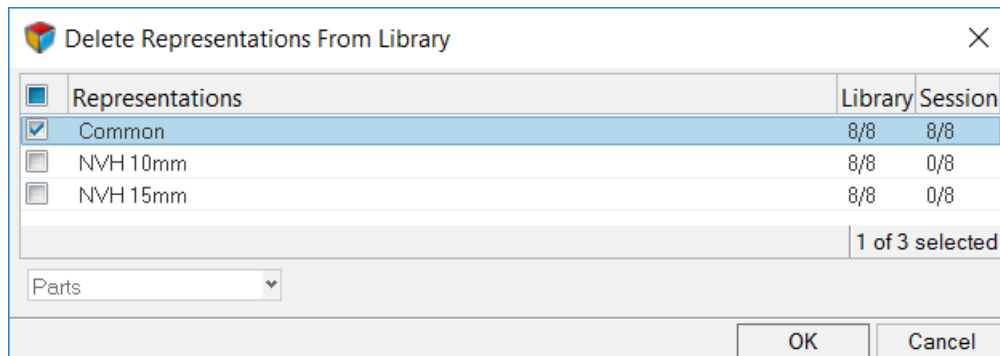 Delete Representations From Library
Representations Library Session
Common 8/8 8/8
NVH 10mm 8/8 0/8
NVH 15mm 8/8 0/8
1 of 3 selected
Parts
OK Cancel